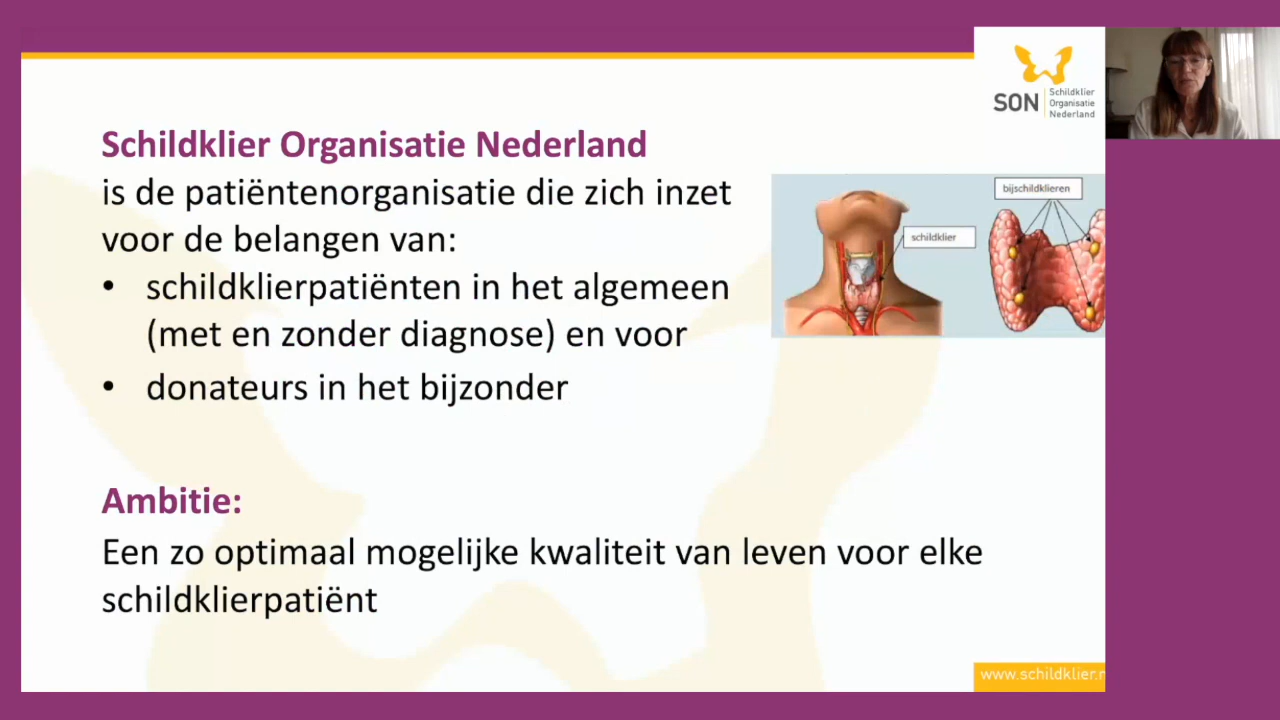 SON
Schildklier
Organisatie
Nederland
Schildklier Organisatie Nederland
is de patiëntenorganisatie die zich inzet
voor de belangen van:
• schildklierpatiënten in het algemeen
(met en zonder diagnose) en voor
• donateurs in het bijzonder
bijschildklieren
schildklier
Ambitie:
Een zo optimaal mogelijke kwaliteit van leven voor elke
schildklierpatiënt
www.schildklier.n